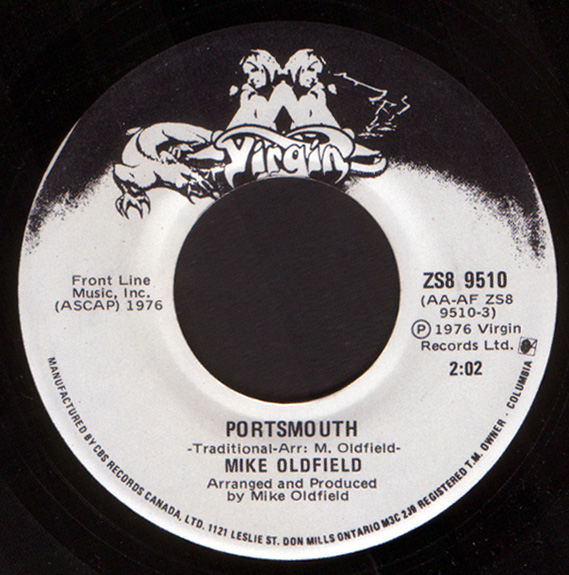 Virgin
Front Line
Music, Inc.
(ASCAP) 1976
ZS8 9510
(AA-AF ZS8
9510-3)
Ⓟ 1976 Virgin
Records Ltd.
2:02
PORTSMOUTH
-Traditional-Arr: M. Oldfield-
MIKE OLDFIELD
Arranged and Produced
by Mike Oldfield
MANUFACTURED BY CBS RECORDS CANADA, LTD. 1121 LESLIE ST. DON MILLS ONTARIO M3C 2J9 REGISTERED T.M. OWNER - COLUMBIA